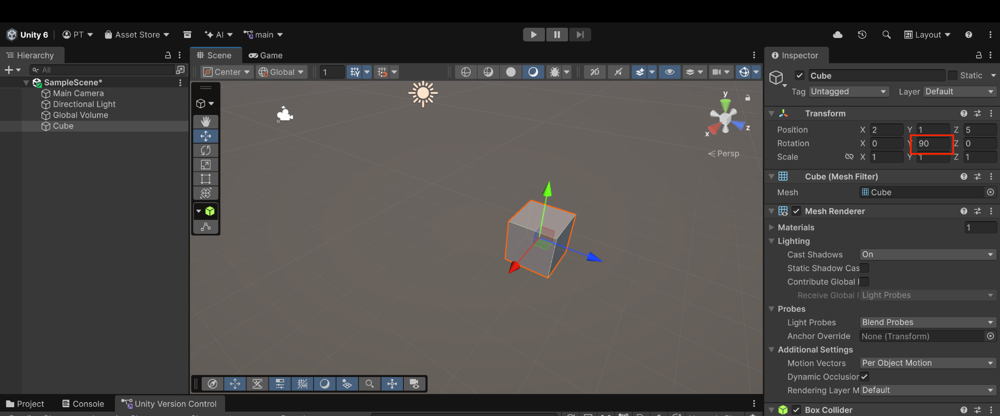 Unity 6 PT Asset Store AI main Layout
Hierarchy
All
SampleScene*
Main Camera
Directional Light
Global Volume
Cube
Scene Game
Center Global 1 2D
y
x
z
Persp
Inspector
Cube Static
Tag Untagged Layer Default
Transform
Position X 2 Y 1 Z 5
Rotation X 0 Y 90 Z 0
Scale X 1 Y 1 Z 1
Cube (Mesh Filter)
Mesh Cube
Mesh Renderer
Materials 1
Lighting
Cast Shadows On
Static Shadow Cas
Contribute Global I
Receive Global I Light Probes
Probes
Light Probes Blend Probes
Anchor Override None (Transform)
Additional Settings
Motion Vectors Per Object Motion
Dynamic Occlusion
Rendering Layer M Default
Box Collider
Project Console Unity Version Control